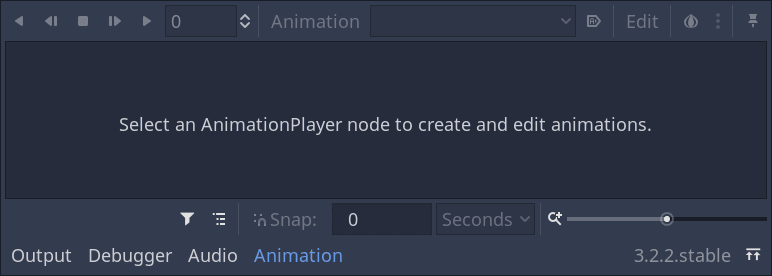 0 Animation Edit
Select an AnimationPlayer node to create and edit animations.
Snap: 0 Seconds
Output Debugger Audio Animation 3.2.2.stable